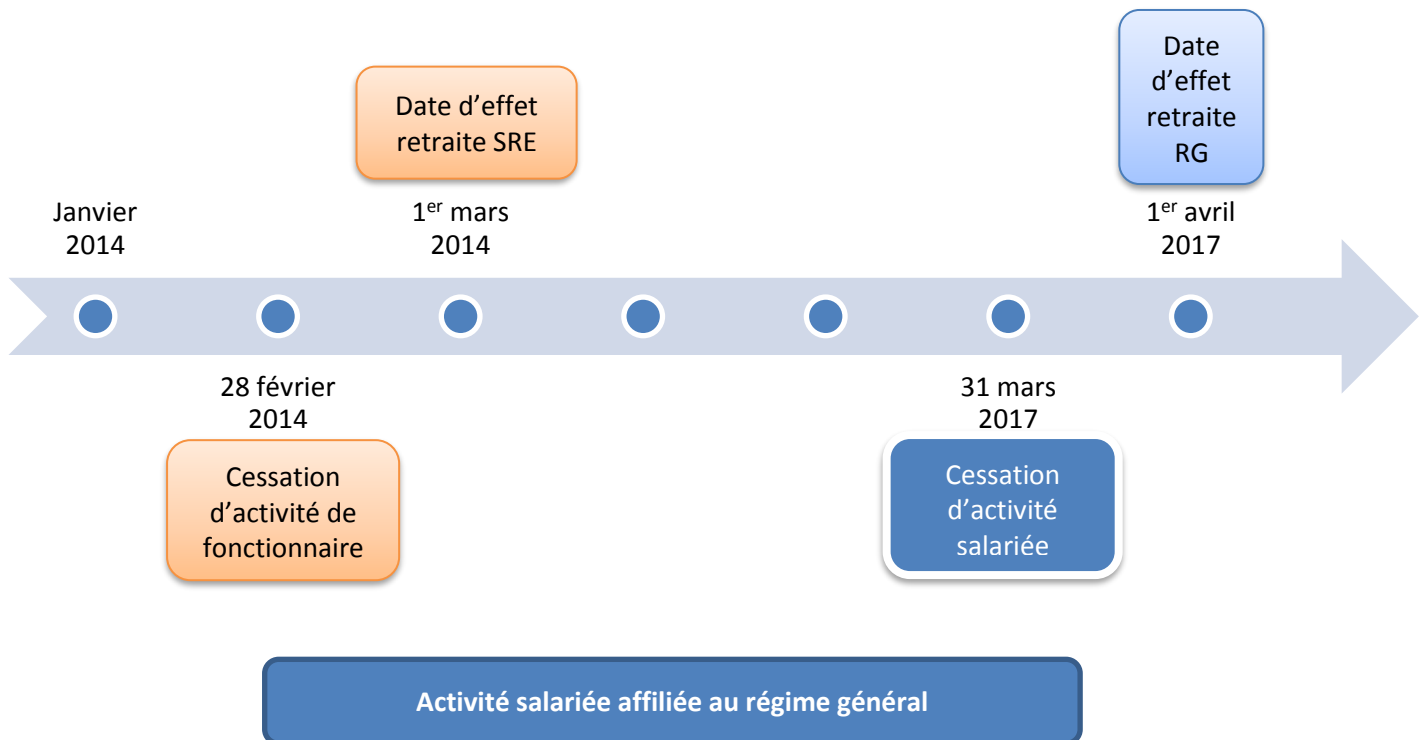 Date
d’effet
retraite
RG
Date d’effet
retraite SRE
Janvier
2014
1er mars
2014
1er avril
2017
28 février
2014
31 mars
2017
Cessation
d’activité de
fonctionnaire
Cessation
d’activité
salariée
Activité salariée affiliée au régime général